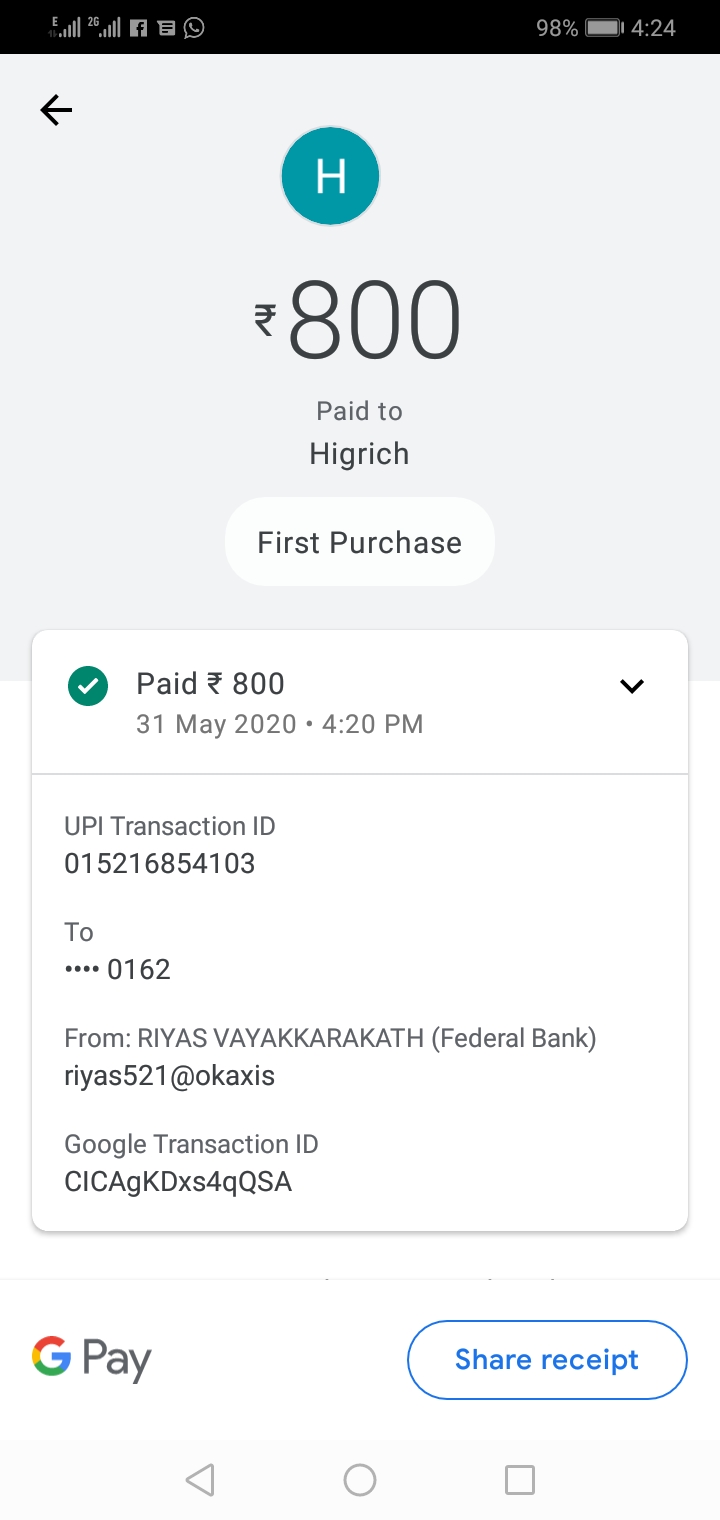 E 2G 98% 4:24
H
₹800
Paid to
Higrich
First Purchase
Paid ₹ 800
31 May 2020 • 4:20 PM
UPI Transaction ID
015216854103
To
•••• 0162
From: RIYAS VAYAKKARAKATH (Federal Bank)
riyas521@okaxis
Google Transaction ID
CICAgKDxs4qQSA
G Pay
Share receipt